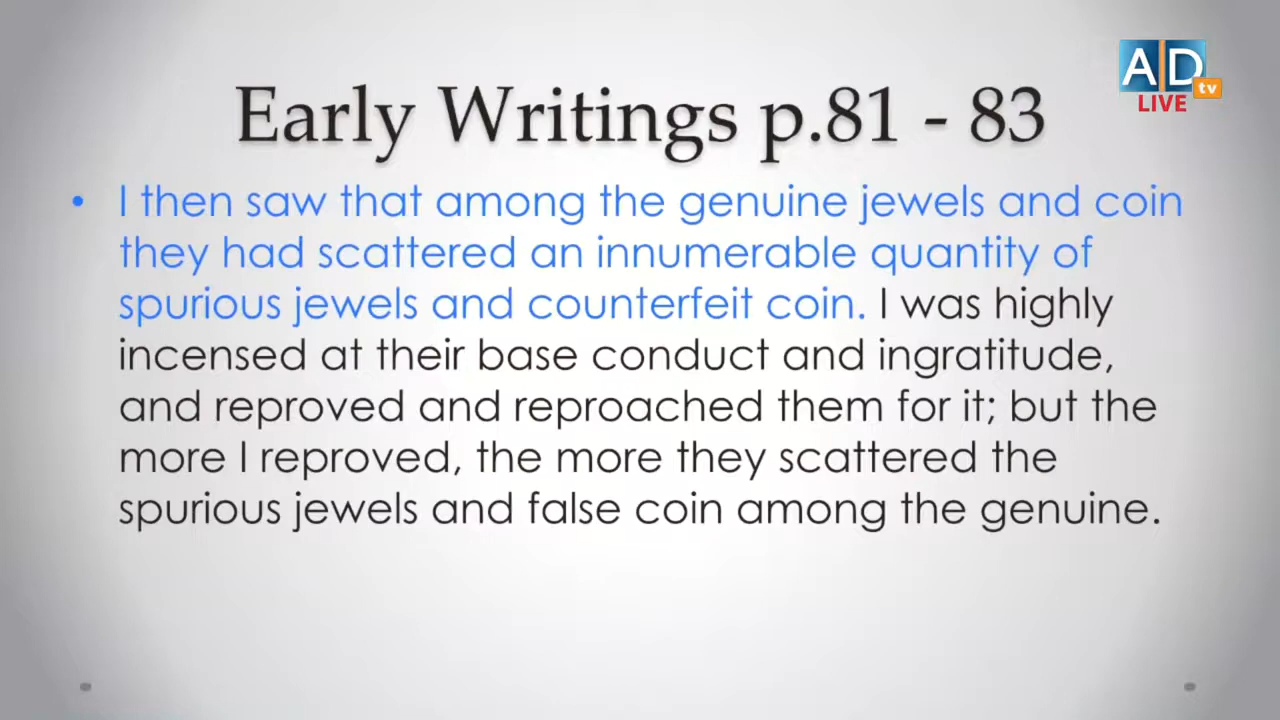 AD
tv
LIVE
Early Writings p.81 - 83
• I then saw that among the genuine jewels and coin
they had scattered an innumerable quantity of
spurious jewels and counterfeit coin. I was highly
incensed at their base conduct and ingratitude,
and reproved and reproached them for it; but the
more I reproved, the more they scattered the
spurious jewels and false coin among the genuine.